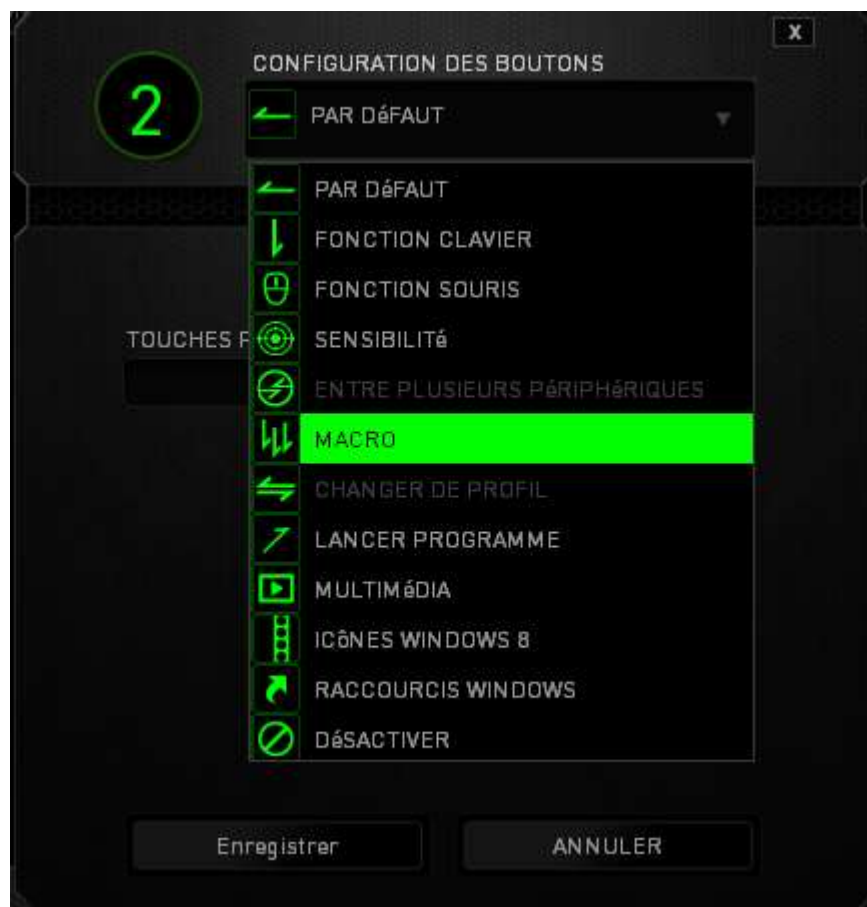 X
CONFIGURATION DES BOUTONS
2
PAR DéFAUT
PAR DéFAUT
FONCTION CLAVIER
FONCTION SOURIS
TOUCHES
SENSIBILITé
ENTRE PLUSIEURS PéRIPHéRIQUES
MACRO
CHANGER DE PROFIL
LANCER PROGRAMME
MULTIMéDIA
ICôNES WINDOWS 8
RACCOURCIS WINDOWS
DéSACTIVER
Enregistrer ANNULER